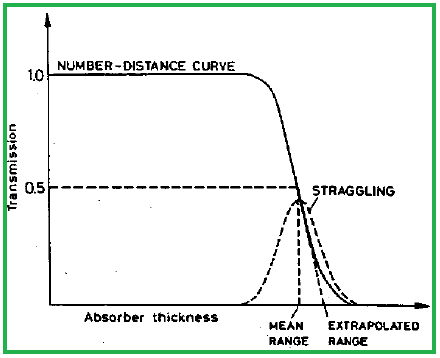 1.0
NUMBER-DISTANCE CURVE
Transmission
0.5
STRAGGLING
Absorber thickness
MEAN
RANGE
EXTRAPOLATED
RANGE